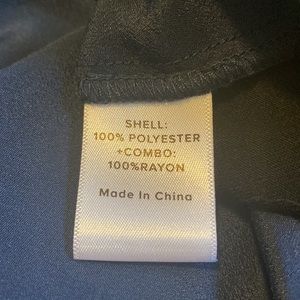 SHELL:
100% POLYESTER
+COMBO:
100%RAYON
Made In China